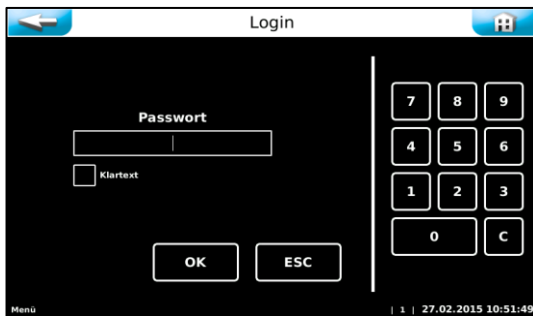 Login
Passwort
Klartext
OK ESC
7 8 9
4 5 6
1 2 3
0 C
Menü | 1 | 27.02.2015 10:51:49